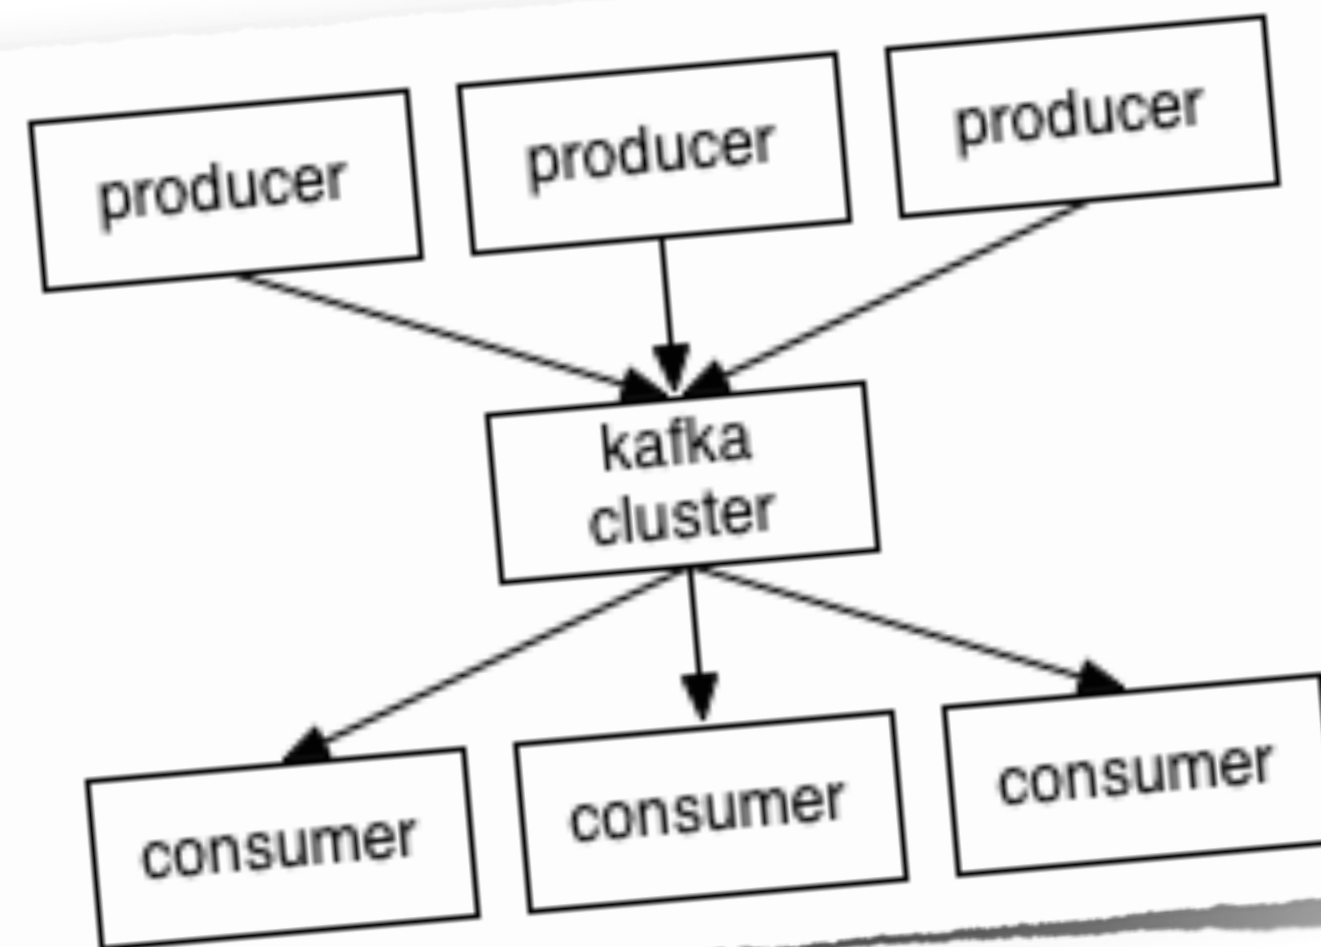 producer
producer
producer
kafka
cluster
consumer
consumer
consumer